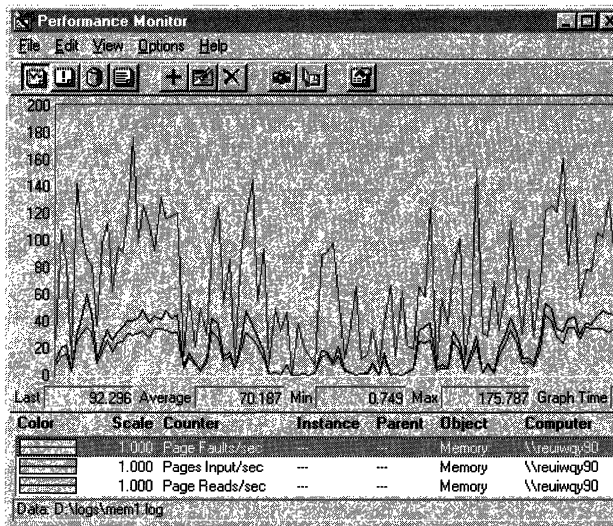 Performance Monitor
File Edit View Options Help
200
180
160
140
120
100
80
60
40
20
0
Last 92.296 Average 70.187 Min 0.749 Max 175.787 Graph Time
Color Scale Counter Instance Parent Object Computer
1.000 Page Faults/sec --- --- Memory \\reuiwqy90
1.000 Pages Input/sec --- --- Memory \\reuiwqy90
1.000 Page Reads/sec --- --- Memory \\reuiwqy90
Data: D:\logs\mem1.log